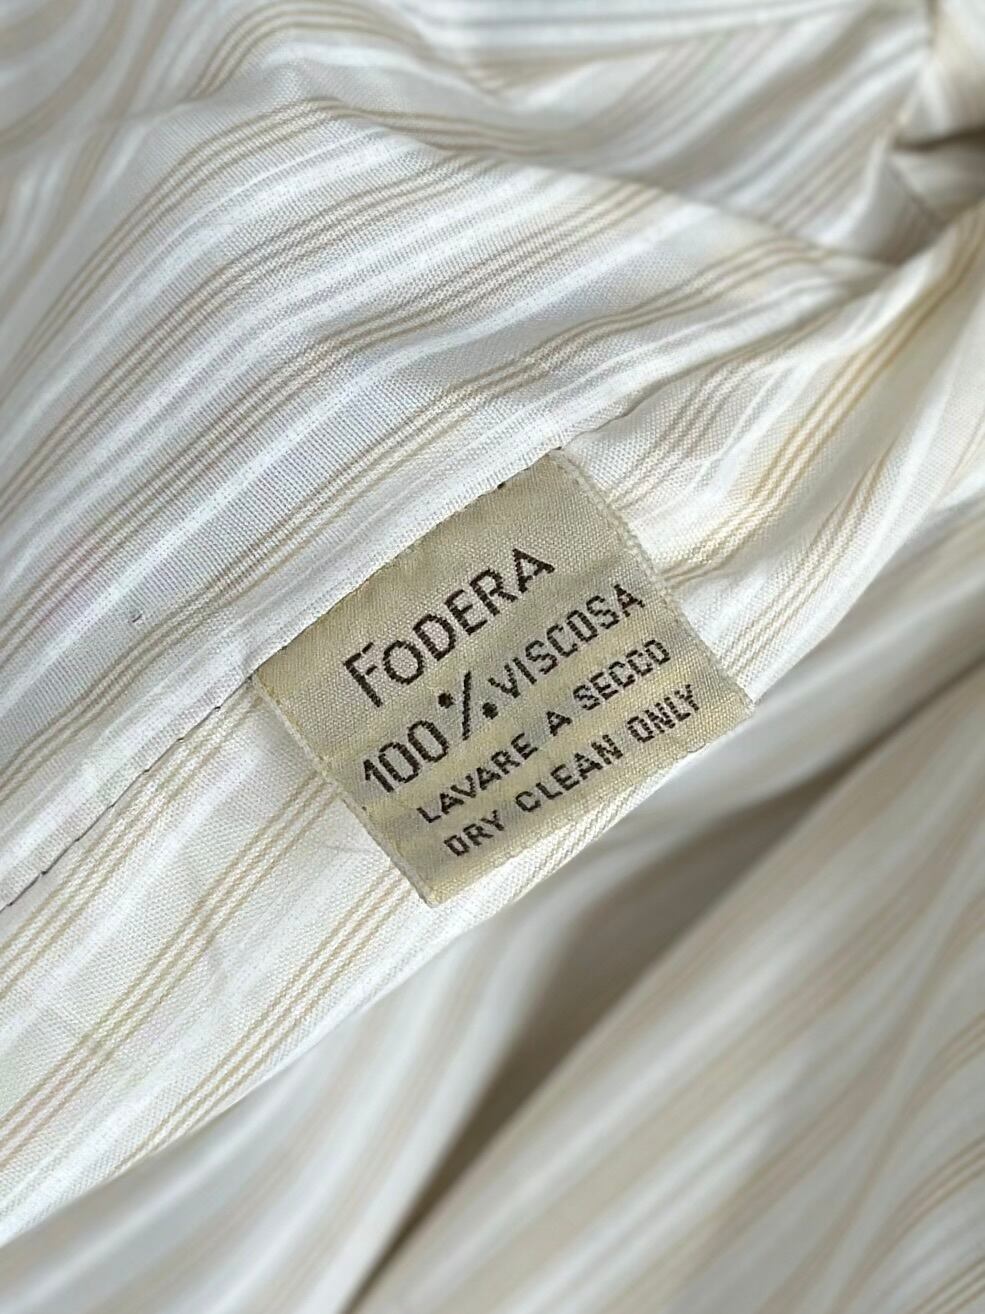 FODERA
100% VISCOSA
LAVARE A SECCO
DRY CLEAN ONLY